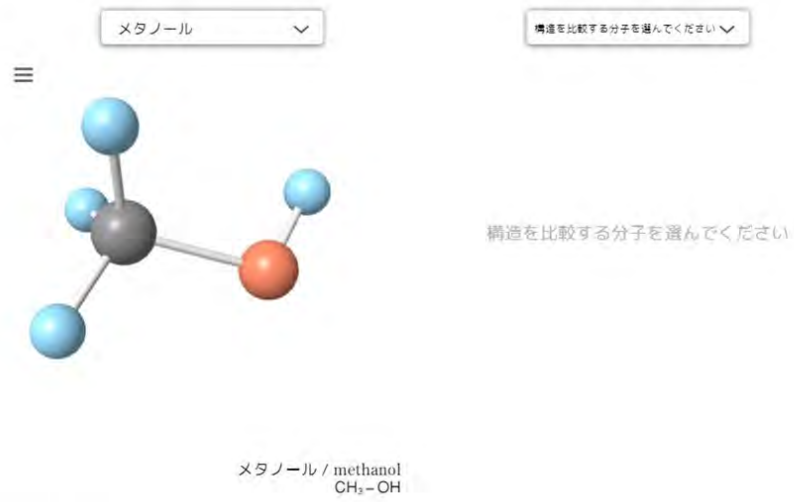 メタノール
構造を比較する分子を選んでください
構造を比較する分子を選んでください
メタノール / methanol
CH₃−OH